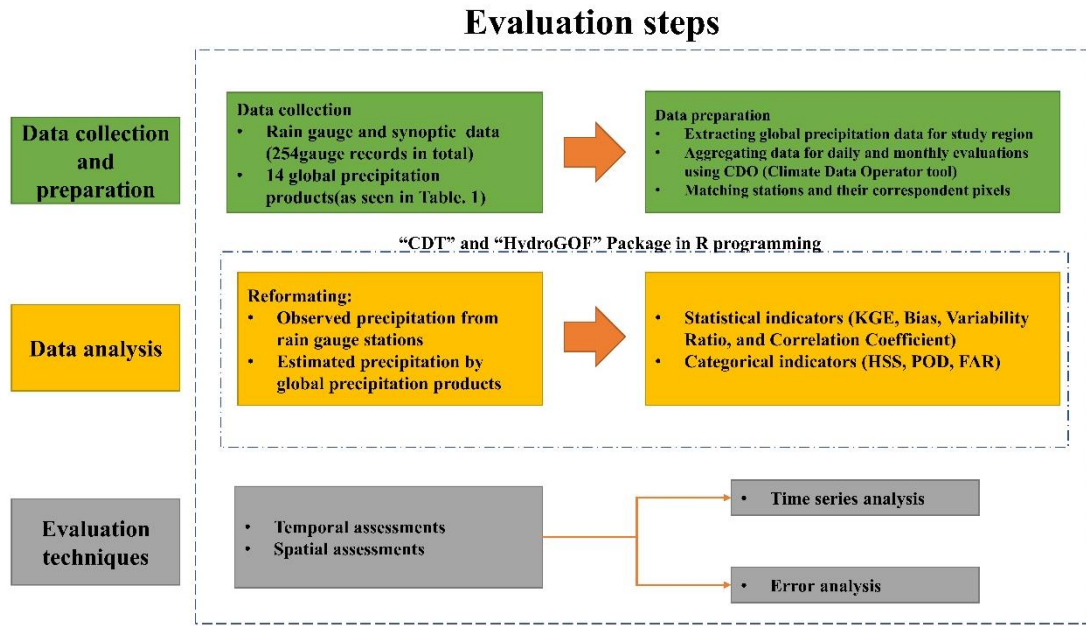 Evaluation steps
Data collection
and
preparation
Data collection
• Rain gauge and synoptic data
(254gauge records in total)
• 14 global precipitation
products(as seen in Table. 1)
Data preparation
• Extracting global precipitation data for study region
• Aggregating data for daily and monthly evaluations
using CDO (Climate Data Operator tool)
• Matching stations and their correspondent pixels
“CDT” and “HydroGOF” Package in R programming
Data analysis
Reformating:
• Observed precipitation from
rain gauge stations
• Estimated precipitation by
global precipitation products
• Statistical indicators (KGE, Bias, Variability
Ratio, and Correlation Coefficient)
• Categorical indicators (HSS, POD, FAR)
Evaluation
techniques
• Temporal assessments
• Spatial assessments
• Time series analysis
• Error analysis